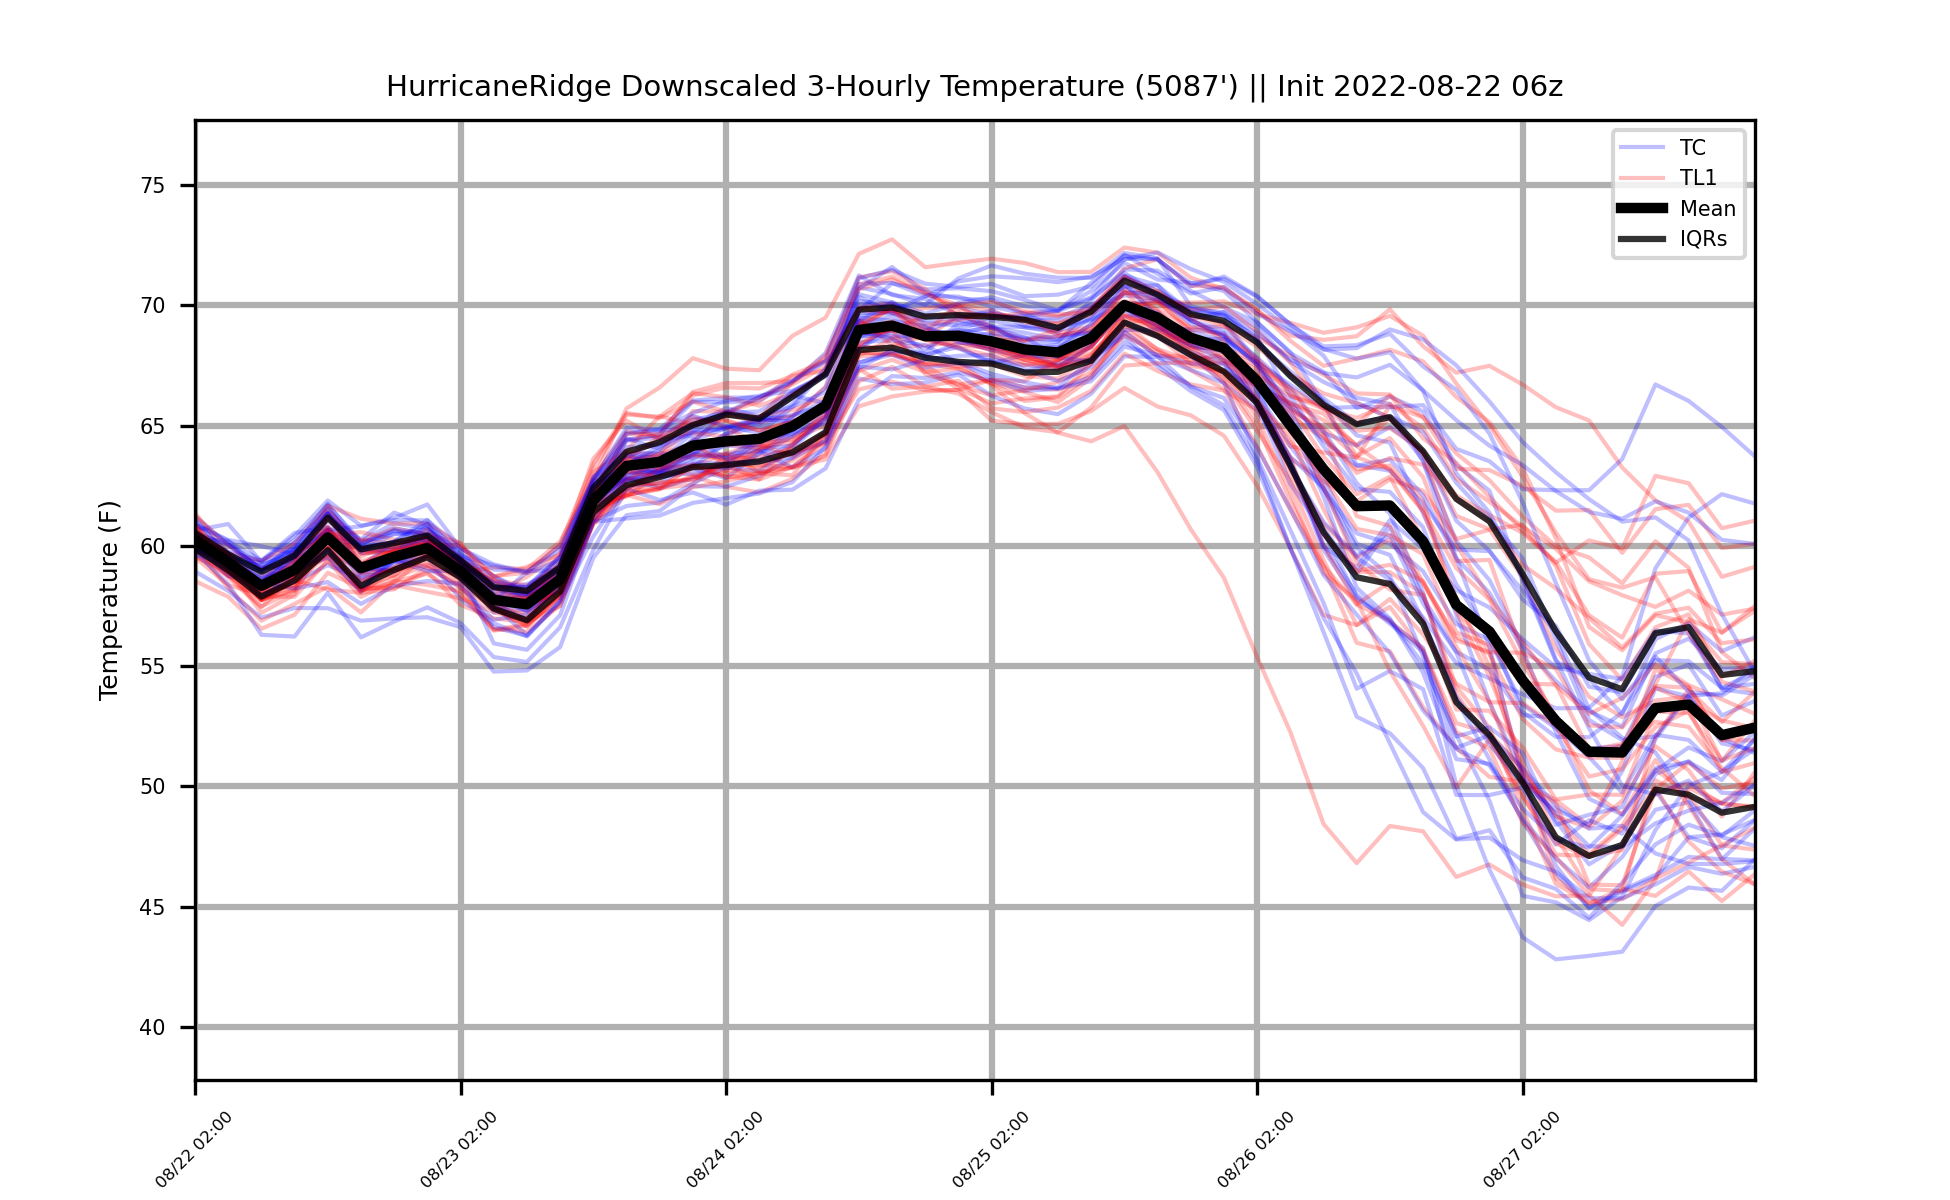 HurricaneRidge Downscaled 3-Hourly Temperature (5087') || Init 2022-08-22 06z
TC
TL1
Mean
IQRs
Temperature (F)
75
70
65
60
55
50
45
40
08/22 02:00
08/23 02:00
08/24 02:00
08/25 02:00
08/26 02:00
08/27 02:00